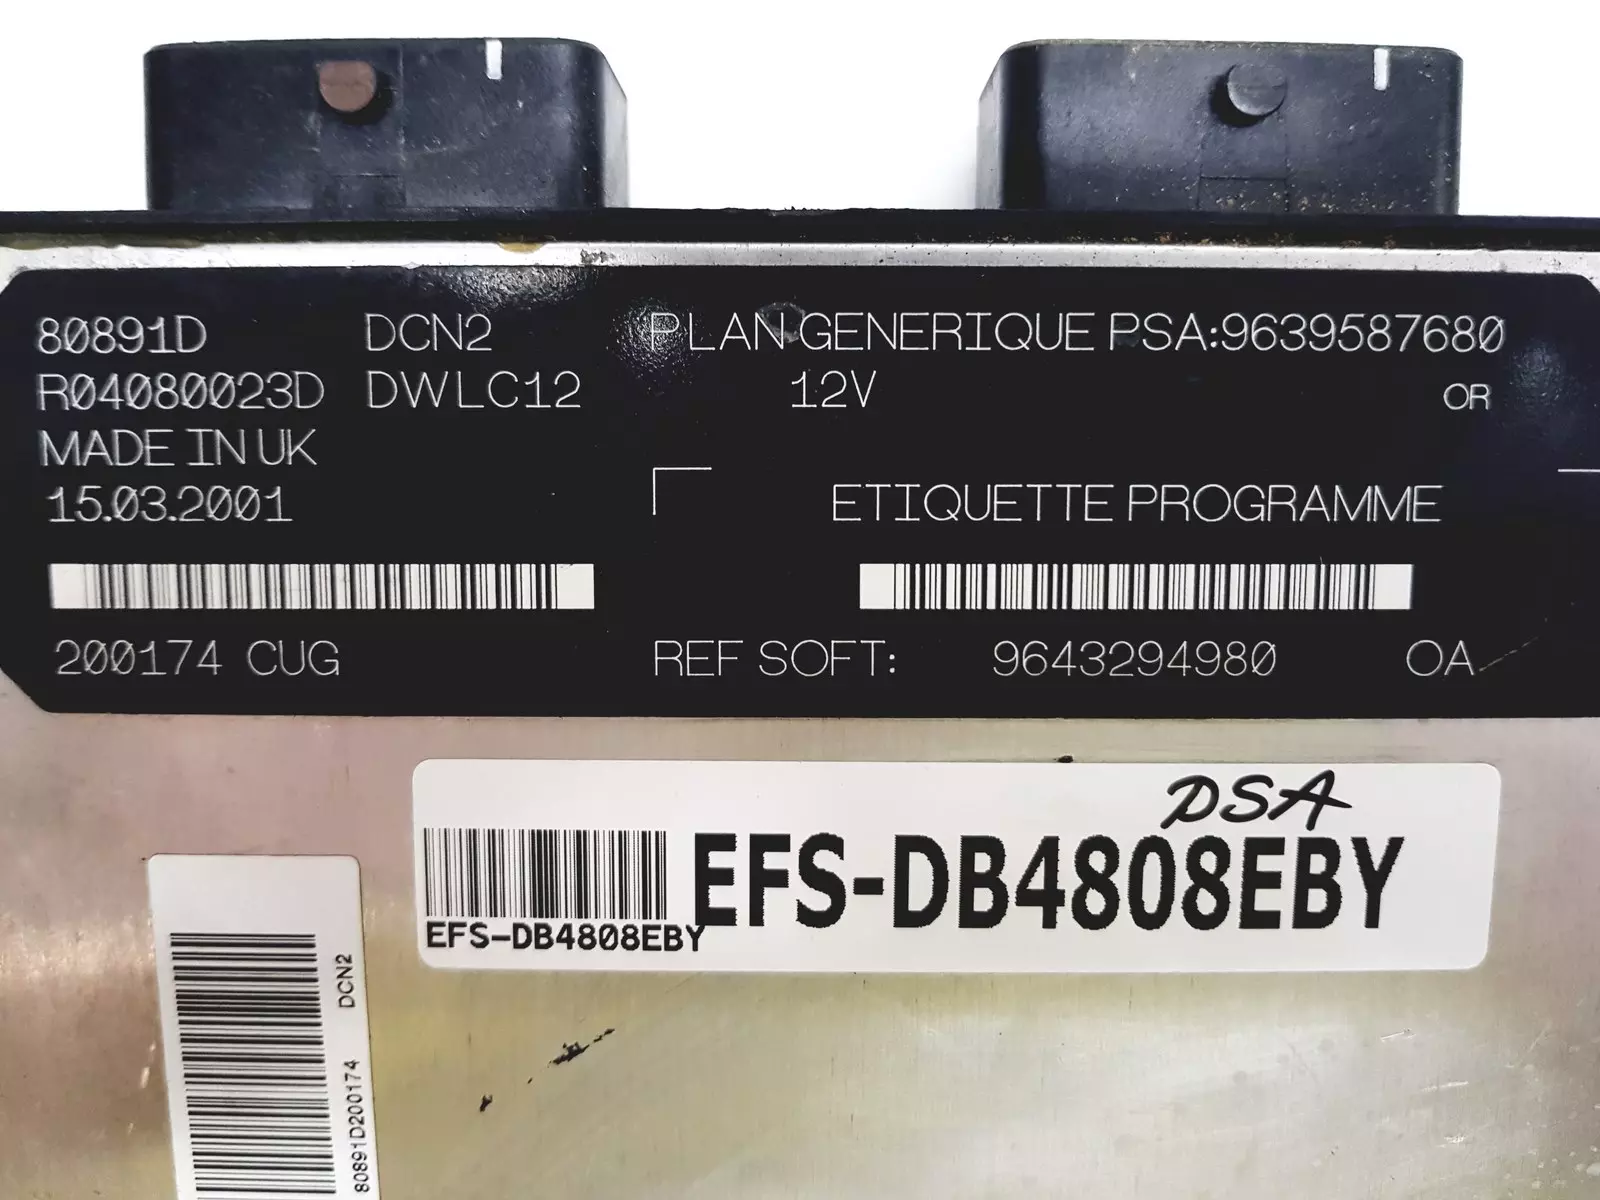 80891D DCN2 PLAN GENERIQUE PSA:9639587680
R04080023D DWLC12 12V OR
MADE IN UK
15.03.2001 ETIQUETTE PROGRAMME
200174 CUG REF SOFT: 9643294980 OA
PSA
EFS-DB4808EBY
EFS-DB4808EBY
80891D200174 DCN2